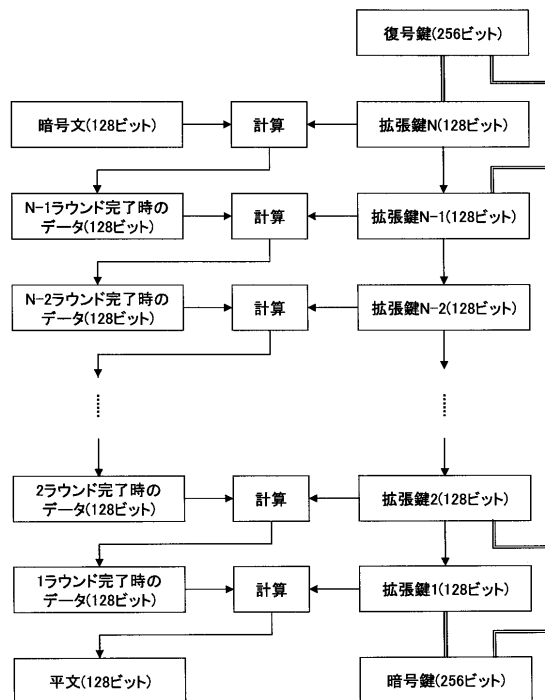 復号鍵(256ビット)
暗号文(128ビット)
計算
拡張鍵N(128ビット)
N-1ラウンド完了時の
データ(128ビット)
計算
拡張鍵N-1(128ビット)
N-2ラウンド完了時の
データ(128ビット)
計算
拡張鍵N-2(128ビット)
2ラウンド完了時の
データ(128ビット)
計算
拡張鍵2(128ビット)
1ラウンド完了時の
データ(128ビット)
計算
拡張鍵1(128ビット)
平文(128ビット)
暗号鍵(256ビット)